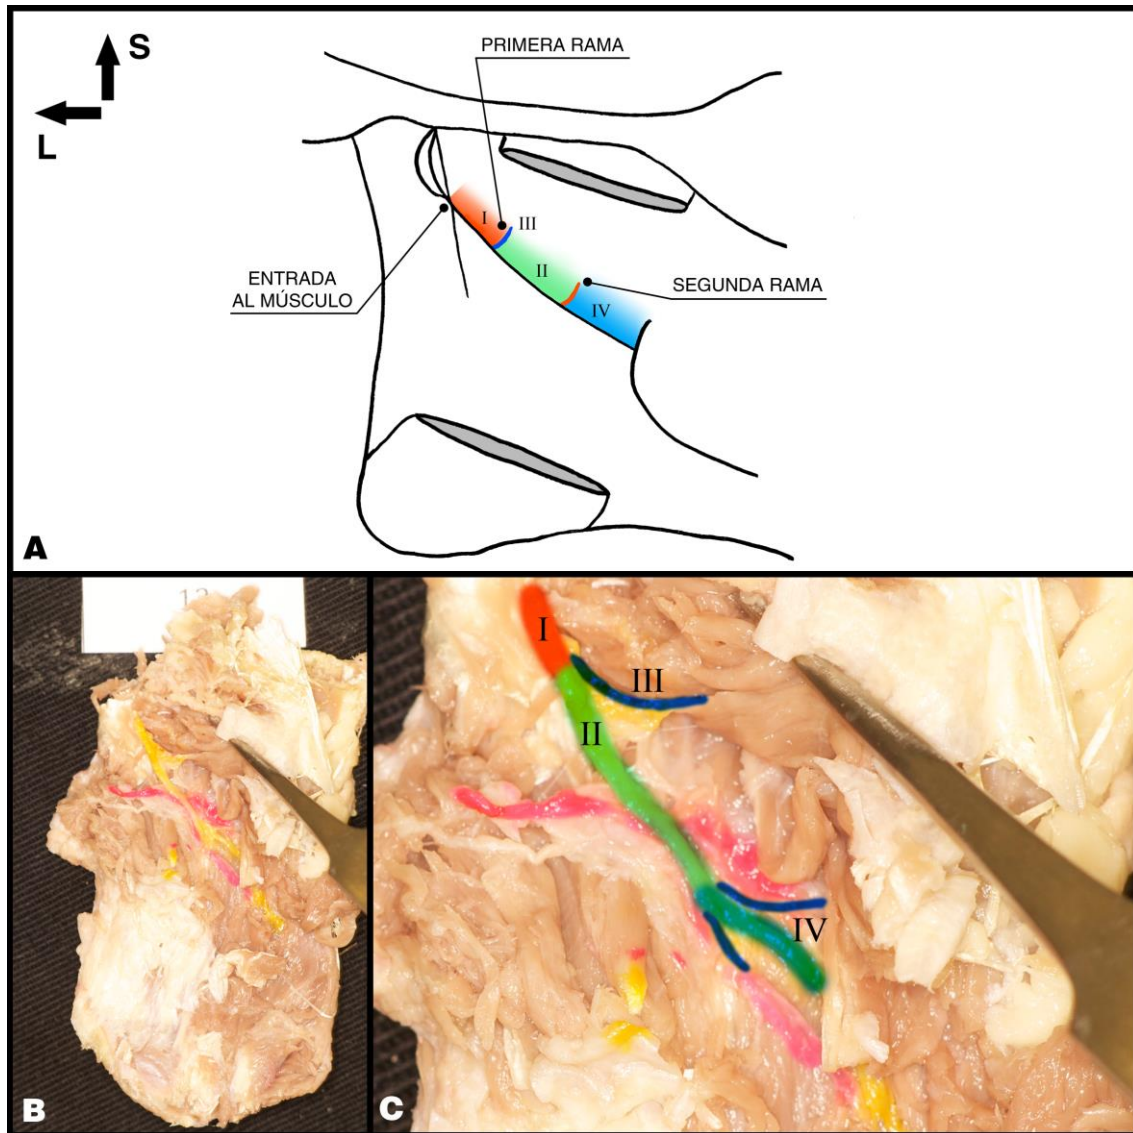 S
L
PRIMERA RAMA
I
III
II
IV
ENTRADA
AL MÚSCULO
SEGUNDA RAMA
A
B
I
III
II
IV
C